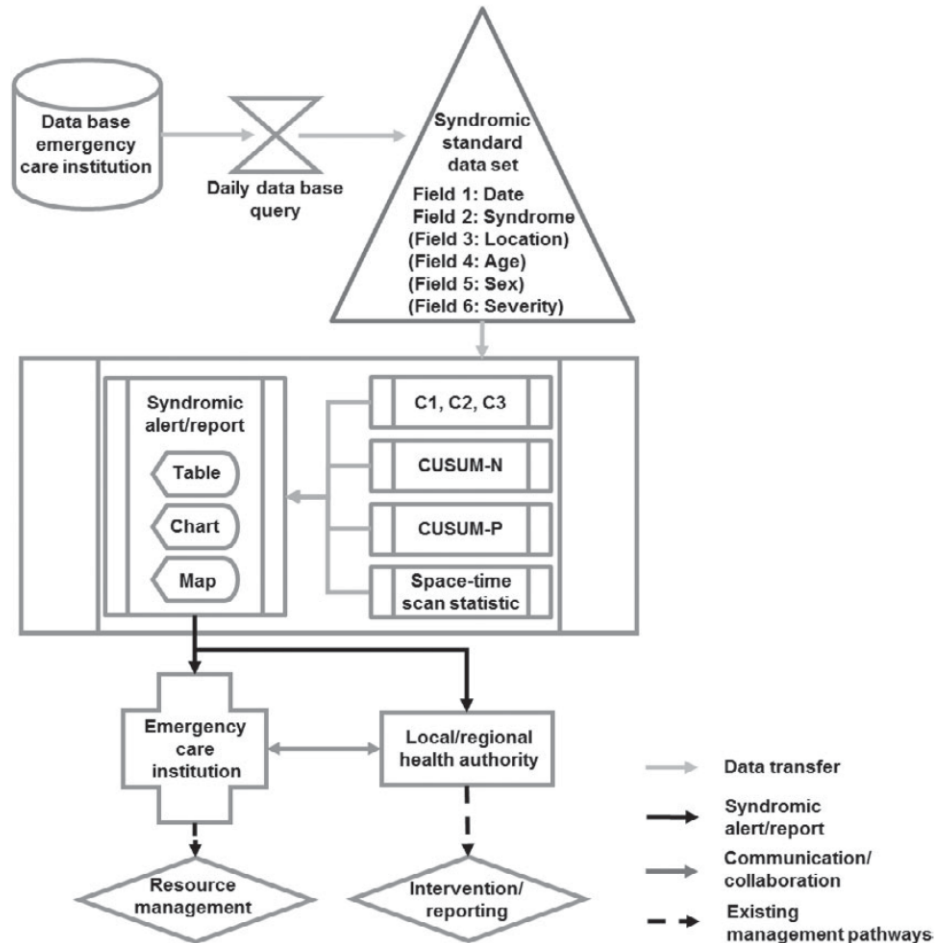 Data base
emergency
care institution
Daily data base
query
Syndromic
standard
data set
Field 1: Date
Field 2: Syndrome
(Field 3: Location)
(Field 4: Age)
(Field 5: Sex)
(Field 6: Severity)
Syndromic
alert/report
Table
Chart
Map
C1, C2, C3
CUSUM-N
CUSUM-P
Space-time
scan statistic
Emergency
care
institution
Local/regional
health authority
Resource
management
Intervention/
reporting
Data transfer
Syndromic
alert/report
Communication/
collaboration
Existing
management pathways